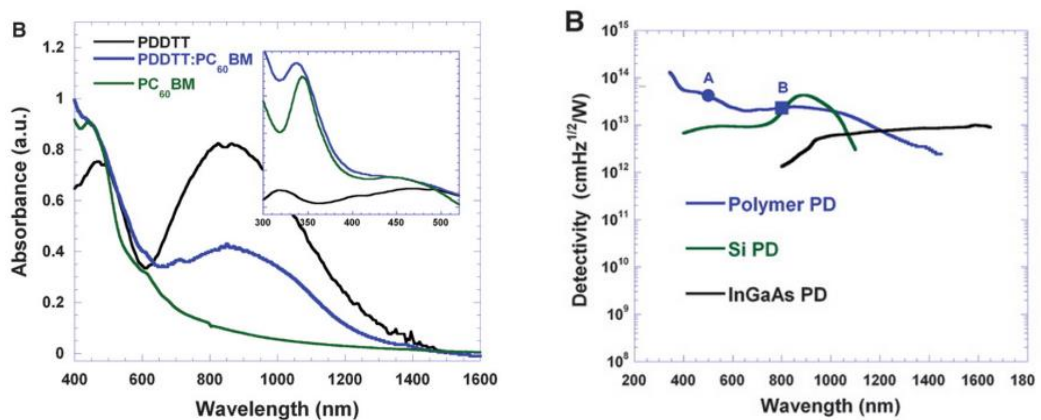 B
1.2
1
0.8
0.6
0.4
0.2
0
Absorbance (a.u.)
PDDTT
PDDTT:PC60BM
PC60BM
300 350 400 450 500
400 600 800 1000 1200 1400 1600
Wavelength (nm)
B
10^15
10^14
10^13
10^12
10^11
10^10
10^9
10^8
Detectivity (cmHz^1/2/W)
A
B
Polymer PD
Si PD
InGaAs PD
200 400 600 800 1000 1200 1400 1600 180
Wavength (nm)